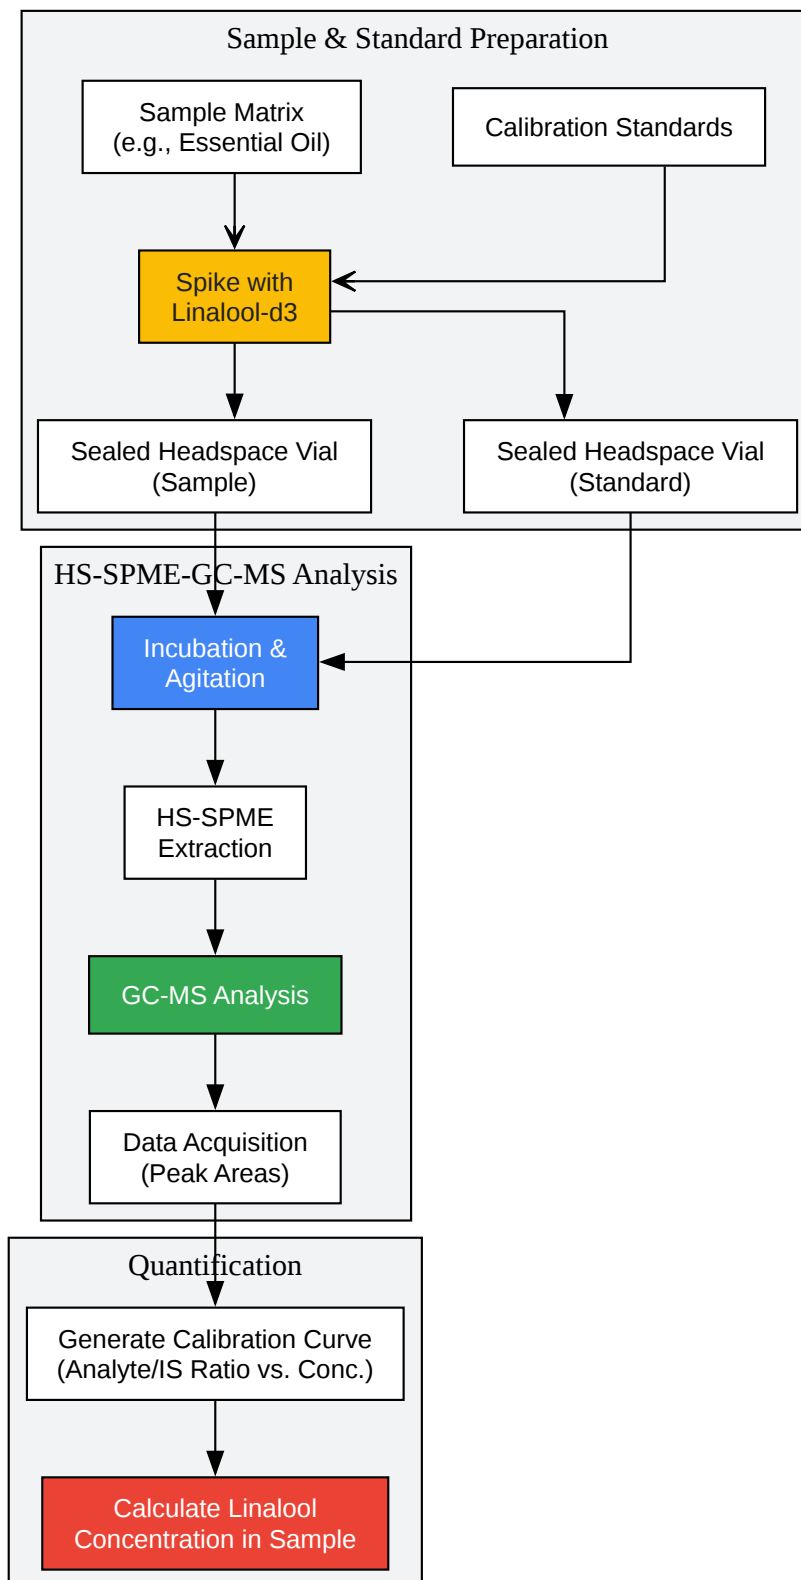 Sample & Standard Preparation
Sample Matrix
(e.g., Essential Oil)
Calibration Standards
Spike with
Linalool-d3
Sealed Headspace Vial
(Sample)
Sealed Headspace Vial
(Standard)
HS-SPME-GC-MS Analysis
Incubation &
Agitation
HS-SPME
Extraction
GC-MS Analysis
Data Acquisition
(Peak Areas)
Quantification
Generate Calibration Curve
(Analyte/IS Ratio vs. Conc.)
Calculate Linalool
Concentration in Sample